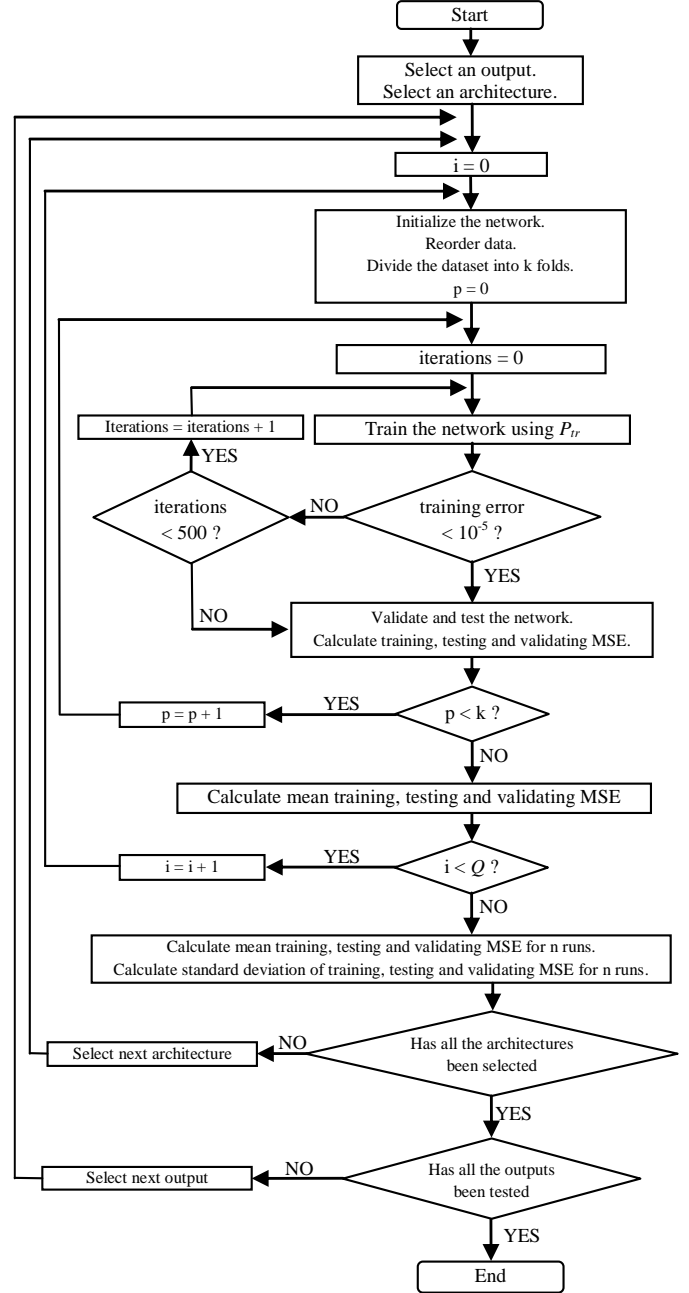 Start
Select an output.
Select an architecture.
i = 0
Initialize the network.
Reorder data.
Divide the dataset into k folds.
p = 0
iterations = 0
Iterations = iterations + 1
Train the network using Ptr
YES
iterations
< 500 ?
NO
training error
< 10-5 ?
YES
NO
Validate and test the network.
Calculate training, testing and validating MSE.
p = p + 1
YES
p < k ?
NO
Calculate mean training, testing and validating MSE
i = i + 1
YES
i < Q ?
NO
Calculate mean training, testing and validating MSE for n runs.
Calculate standard deviation of training, testing and validating MSE for n runs.
Select next architecture
NO
Has all the architectures
been selected
YES
Select next output
NO
Has all the outputs
been tested
YES
End